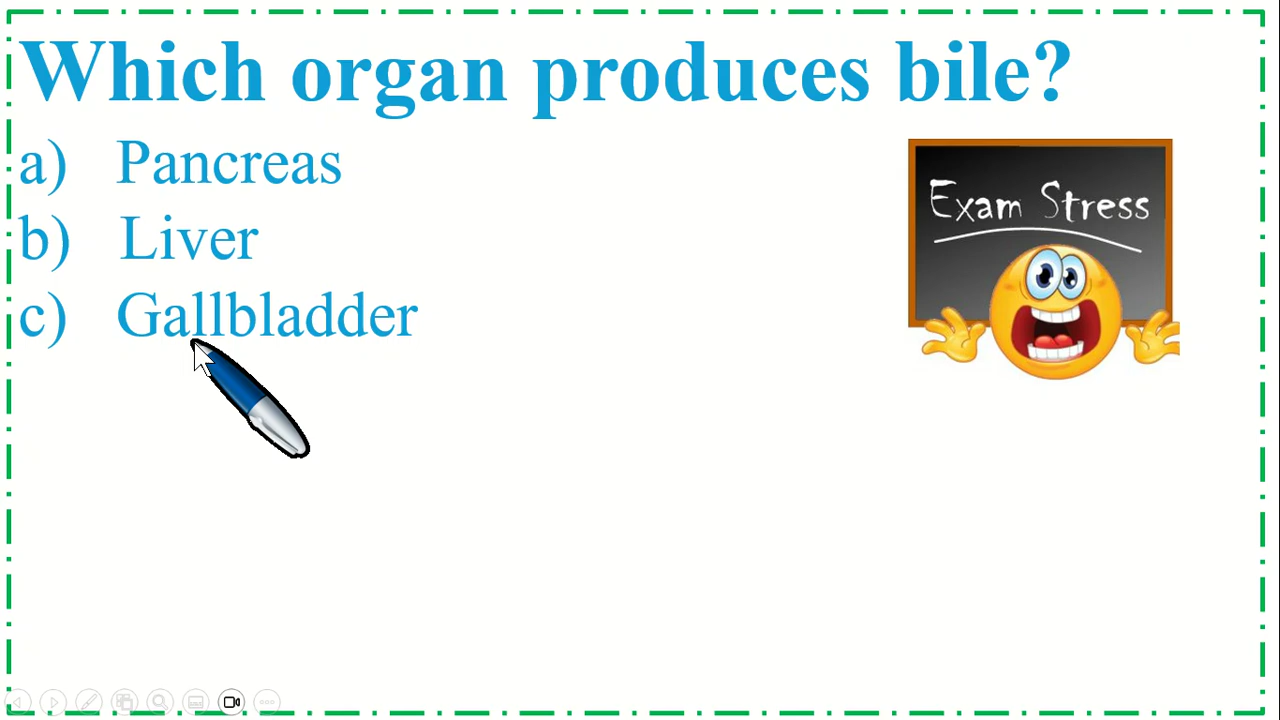 Which organ produces bile?
a) Pancreas
b) Liver
c) Gallbladder
Exam Stress